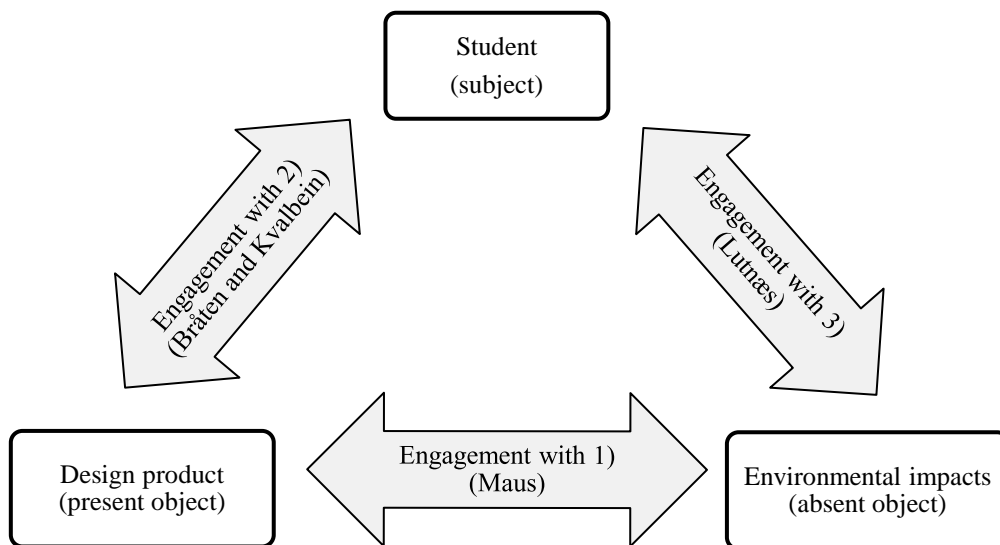 Student
(subject)
Engagement with 2)
(Bråten and Kvalbein)
Engagement with 3)
(Lutnæs)
Design product
(present object)
Engagement with 1)
(Maus)
Environmental impacts
(absent object)